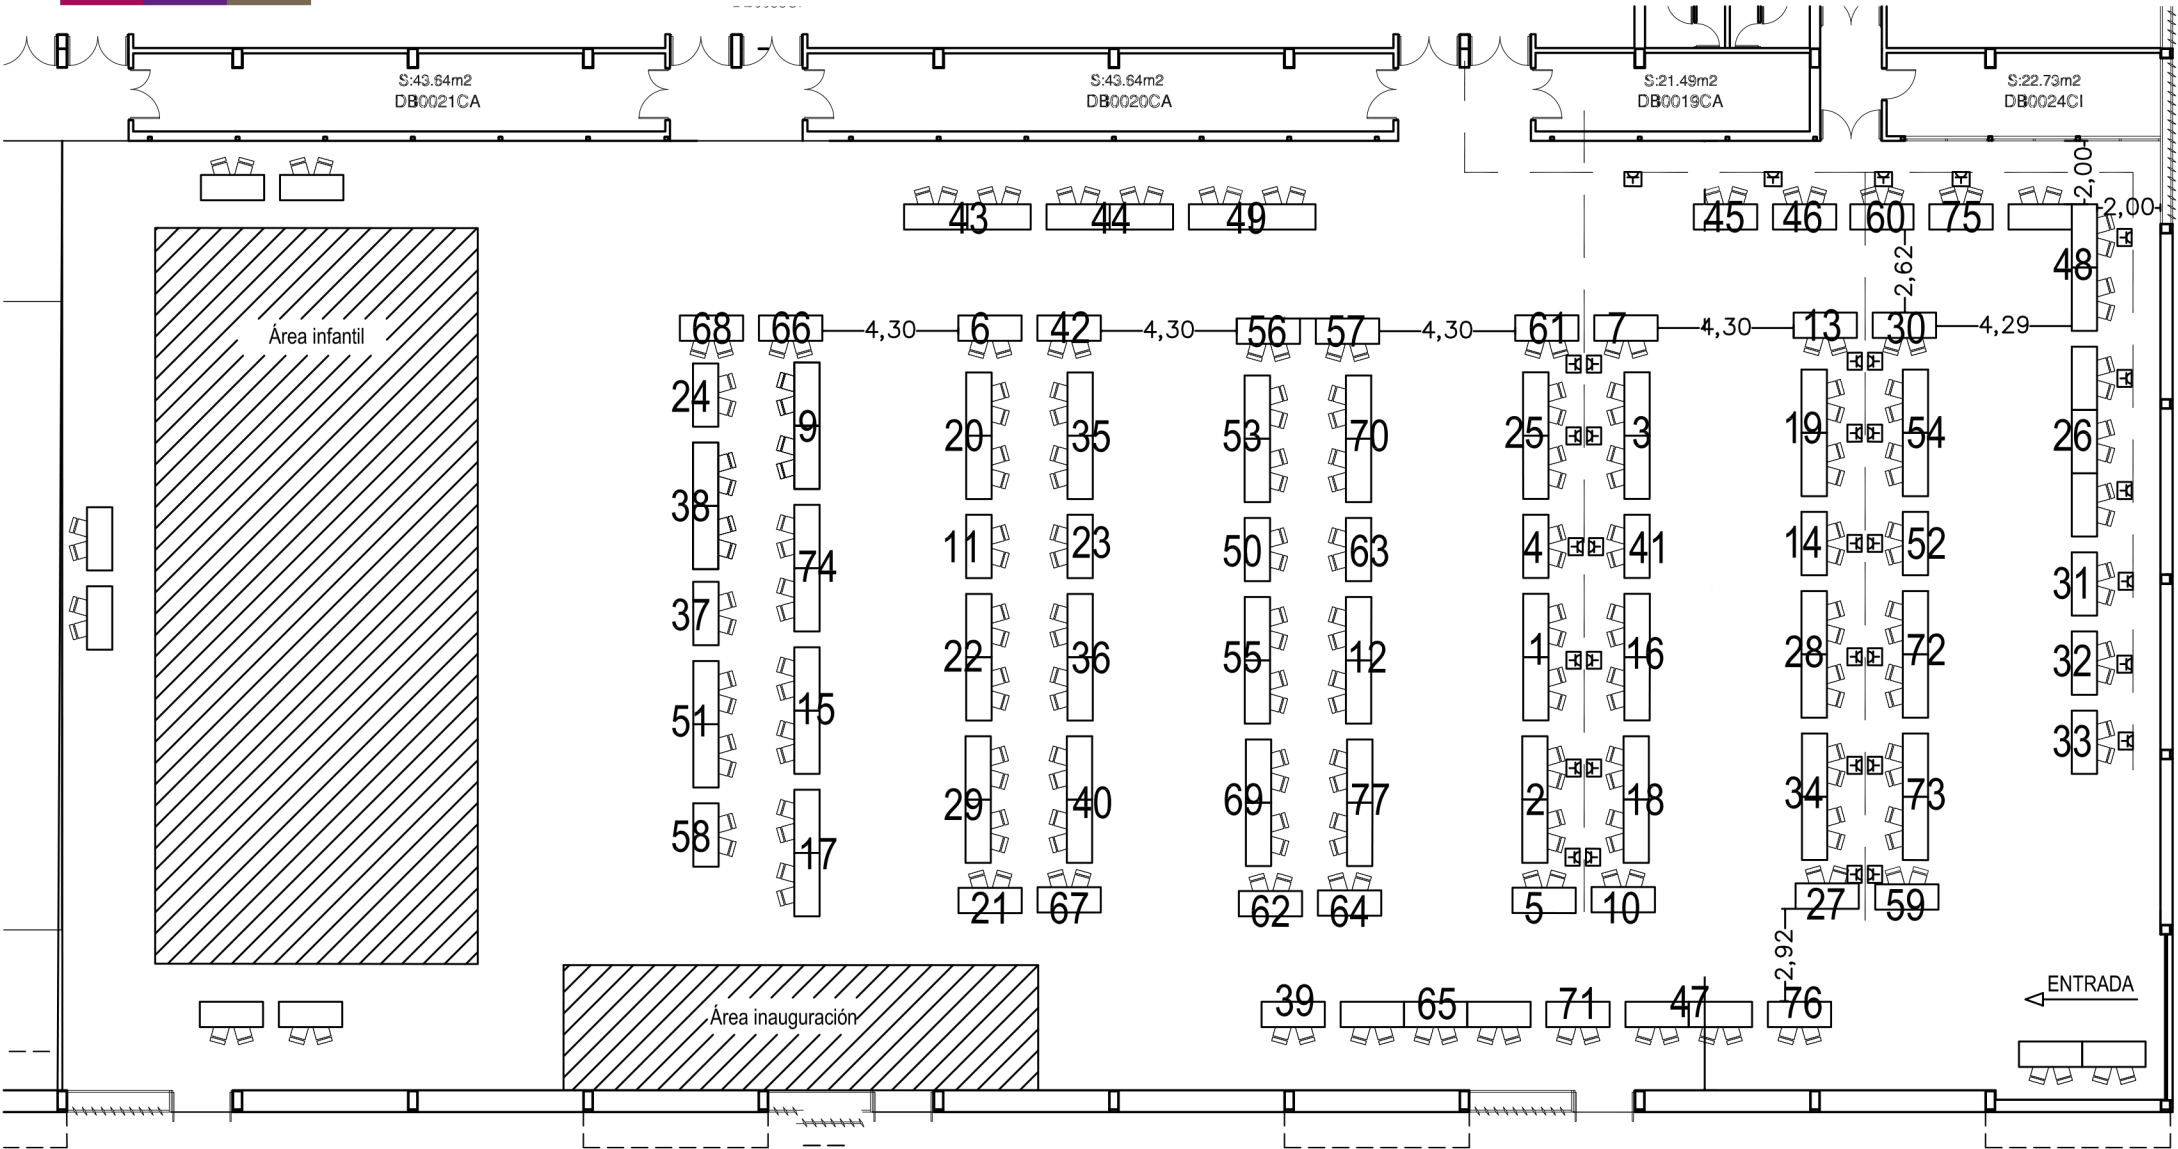 S:43.64m2
DB0021CA
S:43.64m2
DB0020CA
S:21.49m2
DB0019CA
S:22.73m2
DB0024CI
2,00
2,00
43 44 49 45 46 60 75
48
2,62
Área infantil
68 66 4,30 6 42 4,30 56 57 4,30 61 7 4,30 13 30 4,29
24 9 20 35 53 70 25 3 19 54 26
38 74 11 23 50 63 4 41 14 52 31
37 22 36 55 12 1 16 28 72 32
51 15 29 40 69 77 2 18 34 73 33
58 17 21 67 62 64 5 10 27 59
2,92
ENTRADA
39 65 71 47 76
Área inauguración